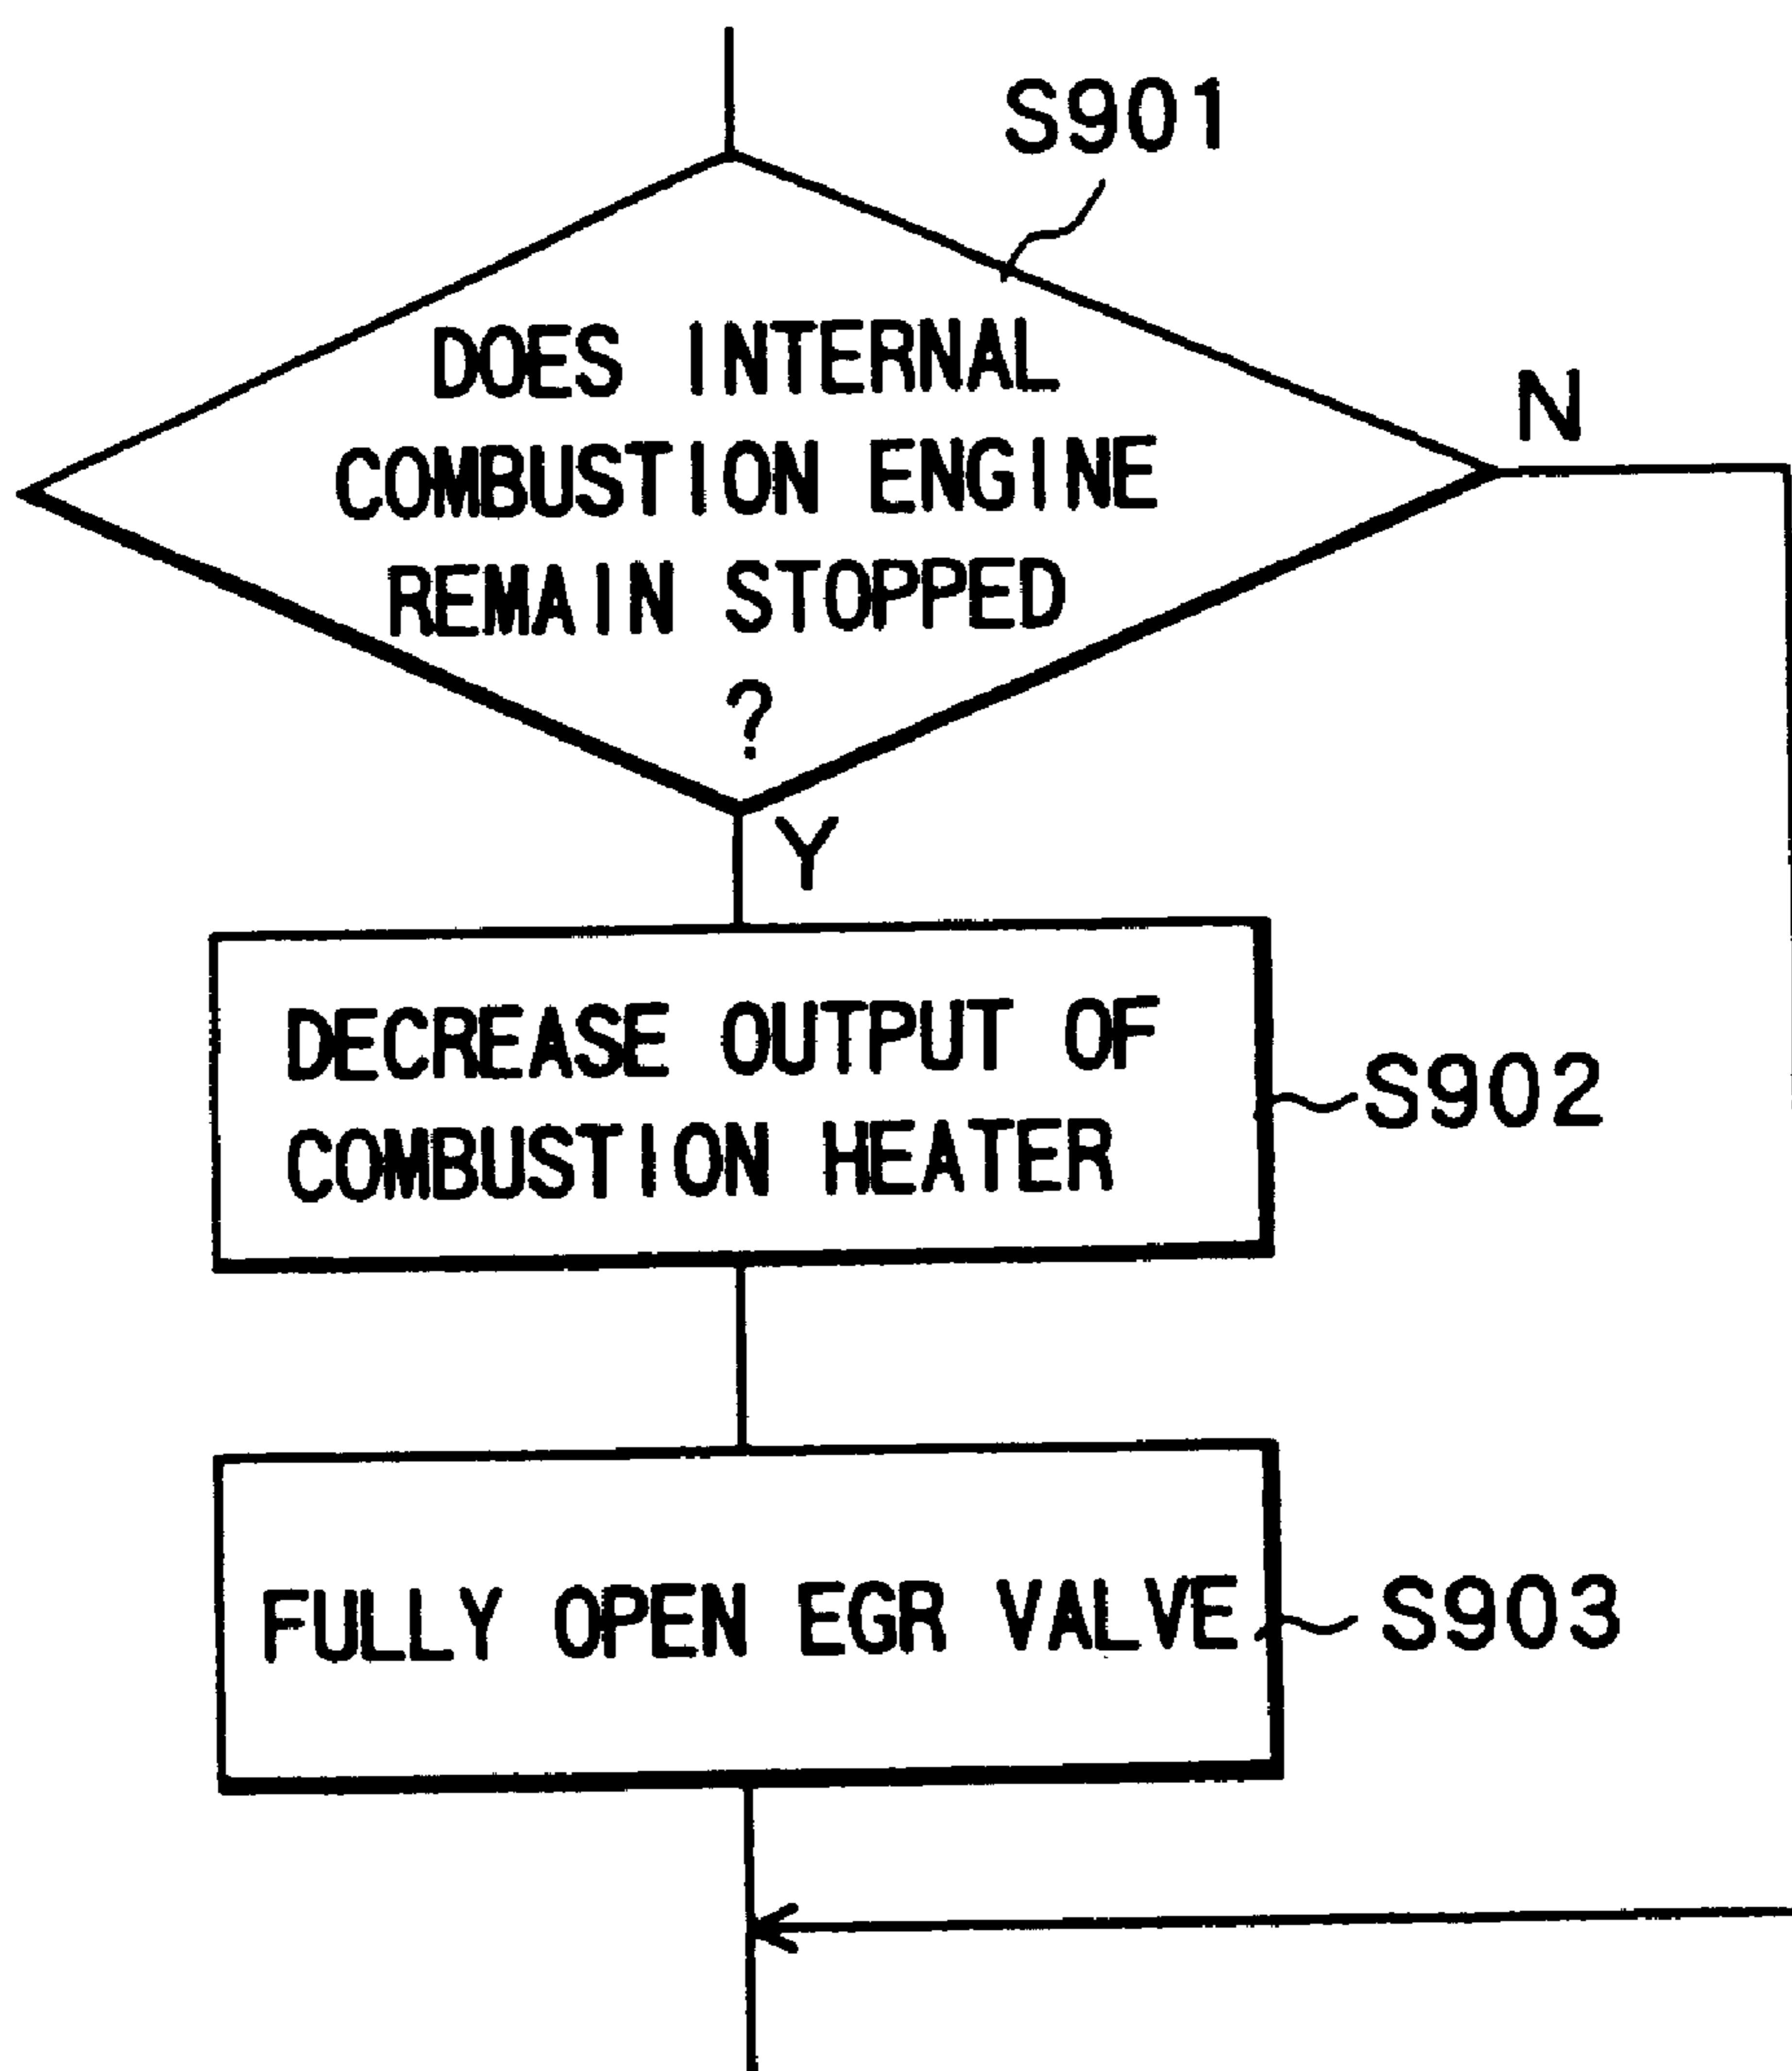 S901
DOES INTERNAL
COMBUSTION ENGINE
REMAIN STOPPED
?
N
Y
DECREASE OUTPUT OF
COMBUSTION HEATER
S902
FULLY OPEN EGR VALVE
S903